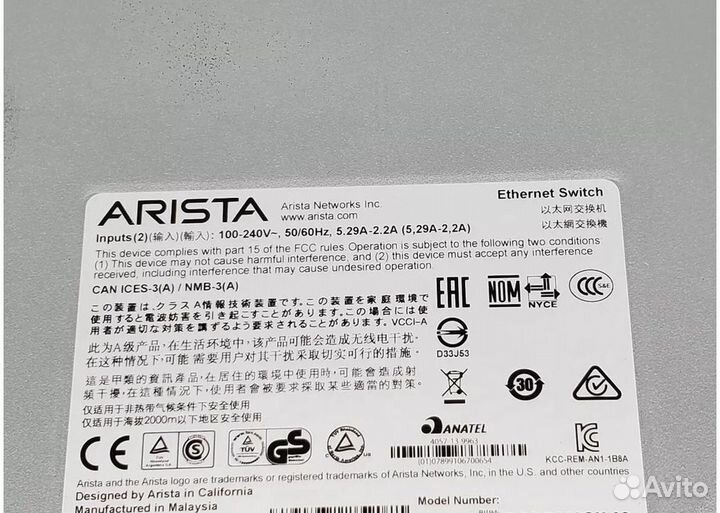 ARISTA
Arista Networks Inc.
www.arista.com
Ethernet Switch
以太网交换机
以太網交換機
Inputs(2)(输入)(輸入): 100-240V~, 50/60Hz, 5.29A-2.2A (5,29A-2,2A)
This device complies with part 15 of the FCC rules. Operation is subject to the following two conditions:
(1) This device may not cause harmful interference, and (2) this device must accept any interference
received, including interference that may cause undesired operation.
CAN ICES-3(A) / NMB-3(A)
この装置は、クラスA情報技術装置です。この装置を家庭環境で
使用すると電波妨害を引き起こすことがあります。この場合には使用
者が適切な対策を講ずるよう要求されることがあります。 VCCI-A
此为A级产品，在生活环境中，该产品可能会造成无线电干扰。
在这种情况下，可能需要用户对其干扰采取切实可行的措施。
這是甲類的資訊產品，在居住的環境中使用時，可能會造成射
頻干擾，在這種情況下，使用者會被要求採取某些適當的對策。
仅适用于非热带气候条件下安全使用
仅适用于海拔2000m以下地区安全使用
EAC
NOM
NYCE
CCC
S&E
D33J53
30
CE
TÜV
GS
ANATEL
4057-13-9963
(01)07899106700654
KC
KCC-REM-AN1-1B8A
Arista and the Arista logo are trademarks or registered trademarks of Arista Networks, Inc., in the U.S. and other countries
Designed by Arista in California
Manufactured in Malaysia
Model Number:
Avito